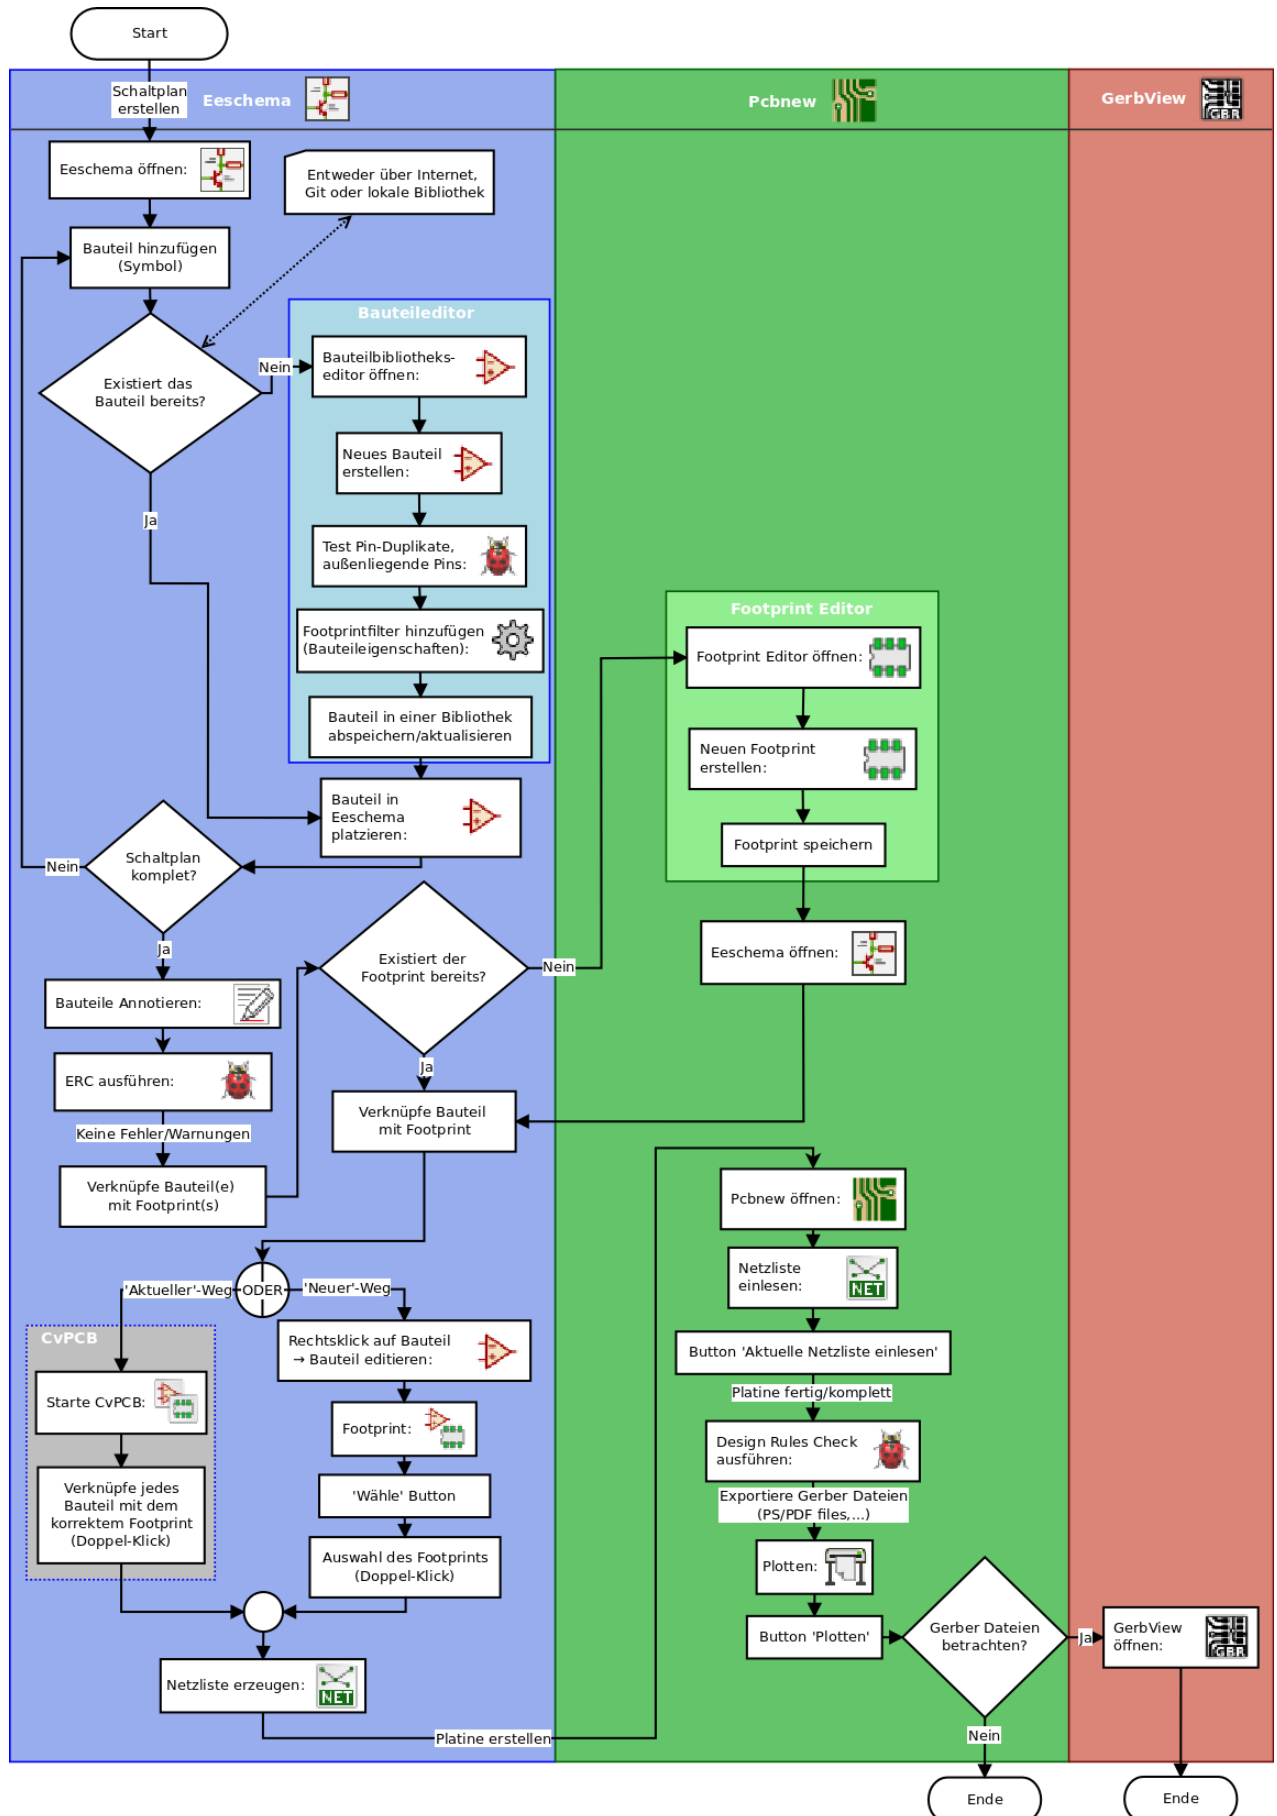 Start
Schaltplan
erstellen
Eeschema
Pcbnew
GerbView
GBR
Eeschema öffnen:
Entweder über Internet,
Git oder lokale Bibliothek
Bauteil hinzufügen
(Symbol)
Existiert das
Bauteil bereits?
Nein
Ja
Bauteileditor
Bauteilbibliotheks-
editor öffnen:
Neues Bauteil
erstellen:
Test Pin-Duplikate,
außenliegende Pins:
Footprintfilter hinzufügen
(Bauteileigenschaften):
Bauteil in einer Bibliothek
abspeichern/aktualisieren
Bauteil in
Eeschema
platzieren:
Schaltplan
komplet?
Nein
Ja
Bauteile Annotieren:
ERC ausführen:
Keine Fehler/Warnungen
Verknüpfe Bauteil(e)
mit Footprint(s)
Existiert der
Footprint bereits?
Nein
Ja
Footprint Editor
Footprint Editor öffnen:
Neuen Footprint
erstellen:
Footprint speichern
Eeschema öffnen:
Verknüpfe Bauteil
mit Footprint
'Aktueller'-Weg
ODER
'Neuer'-Weg
CvPCB
Starte CvPCB:
Verknüpfe jedes
Bauteil mit dem
korrektem Footprint
(Doppel-Klick)
Rechtsklick auf Bauteil
→ Bauteil editieren:
Footprint:
'Wähle' Button
Auswahl des Footprints
(Doppel-Klick)
Netzliste erzeugen:
NET
Platine erstellen
Pcbnew öffnen:
Netzliste
einlesen:
NET
Button 'Aktuelle Netzliste einlesen'
Platine fertig/komplett
Design Rules Check
ausführen:
Exportiere Gerber Dateien
(PS/PDF files,...)
Plotten:
Button 'Plotten'
Gerber Dateien
betrachten?
Ja
Nein
GerbView
öffnen:
GBR
Ende
Ende